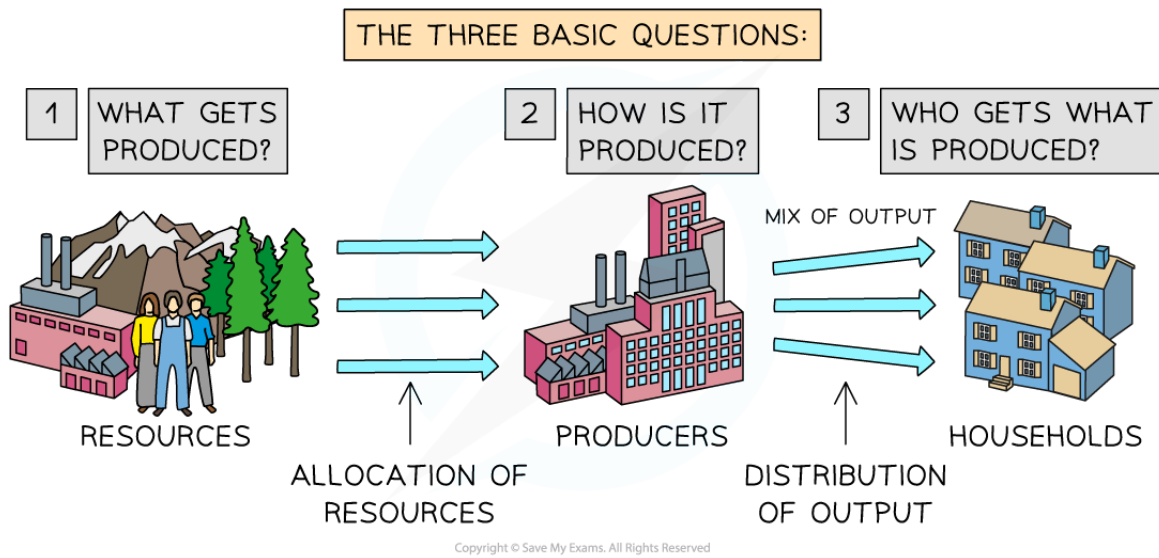 THE THREE BASIC QUESTIONS:
1
WHAT GETS
PRODUCED?
2
HOW IS IT
PRODUCED?
3
WHO GETS WHAT
IS PRODUCED?
MIX OF OUTPUT
RESOURCES
PRODUCERS
HOUSEHOLDS
ALLOCATION OF
RESOURCES
DISTRIBUTION
OF OUTPUT
Copyright © Save My Exams. All Rights Reserved